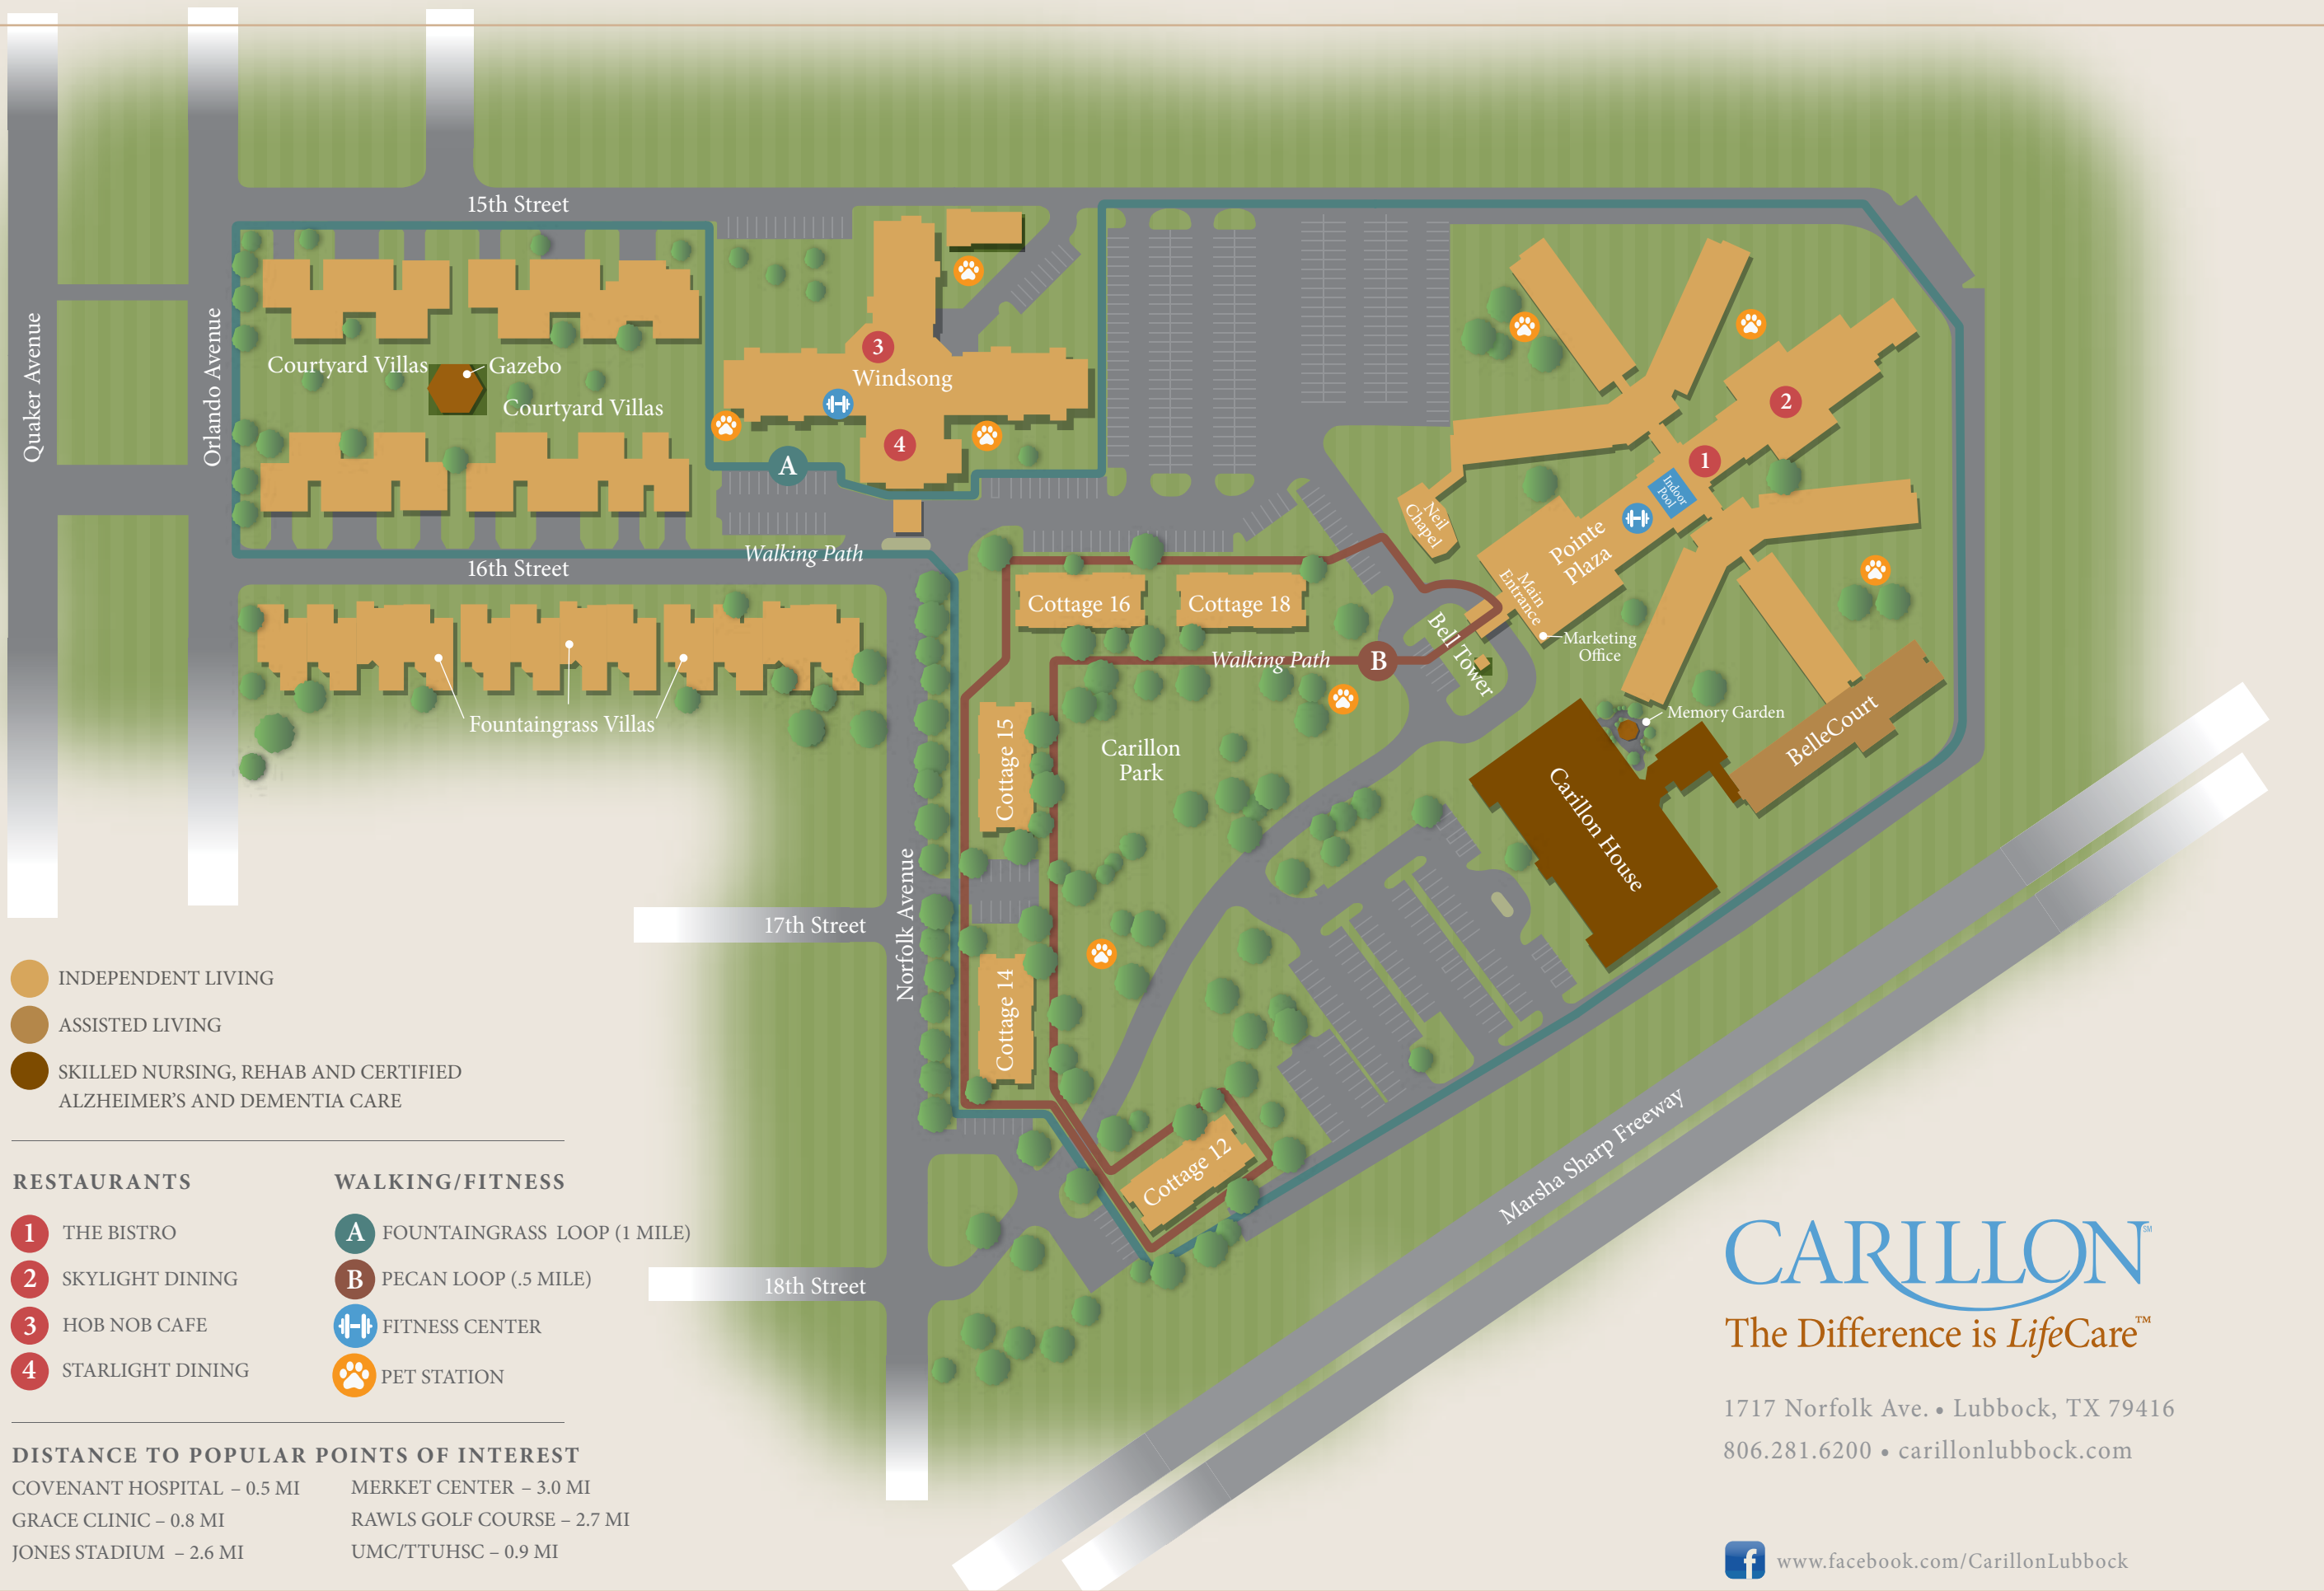 15th Street
Quaker Avenue
Orlando Avenue
Courtyard Villas
Gazebo
Courtyard Villas
3
Windsong
4
A
Walking Path
16th Street
Fountaingrass Villas
2
1
Indoor
Pool
Neil
Chapel
Pointe
Plaza
Main
Entrance
Marketing
Office
Bell Tower
Cottage 16
Cottage 18
Walking Path
B
Cottage 15
Carillon
Park
Memory Garden
BelleCourt
Carillon House
Norfolk Avenue
17th Street
Cottage 14
Cottage 12
18th Street
Marsha Sharp Freeway
INDEPENDENT LIVING
ASSISTED LIVING
SKILLED NURSING, REHAB AND CERTIFIED
ALZHEIMER'S AND DEMENTIA CARE
RESTAURANTS
1 THE BISTRO
2 SKYLIGHT DINING
3 HOB NOB CAFE
4 STARLIGHT DINING
WALKING/FITNESS
A FOUNTAINGRASS LOOP (1 MILE)
B PECAN LOOP (.5 MILE)
FITNESS CENTER
PET STATION
DISTANCE TO POPULAR POINTS OF INTEREST
COVENANT HOSPITAL – 0.5 MI
GRACE CLINIC – 0.8 MI
JONES STADIUM – 2.6 MI
MERKET CENTER – 3.0 MI
RAWLS GOLF COURSE – 2.7 MI
UMC/TTUHSC – 0.9 MI
CARILLON℠
The Difference is LifeCare™
1717 Norfolk Ave. • Lubbock, TX 79416
806.281.6200 • carillonlubbock.com
f www.facebook.com/CarillonLubbock